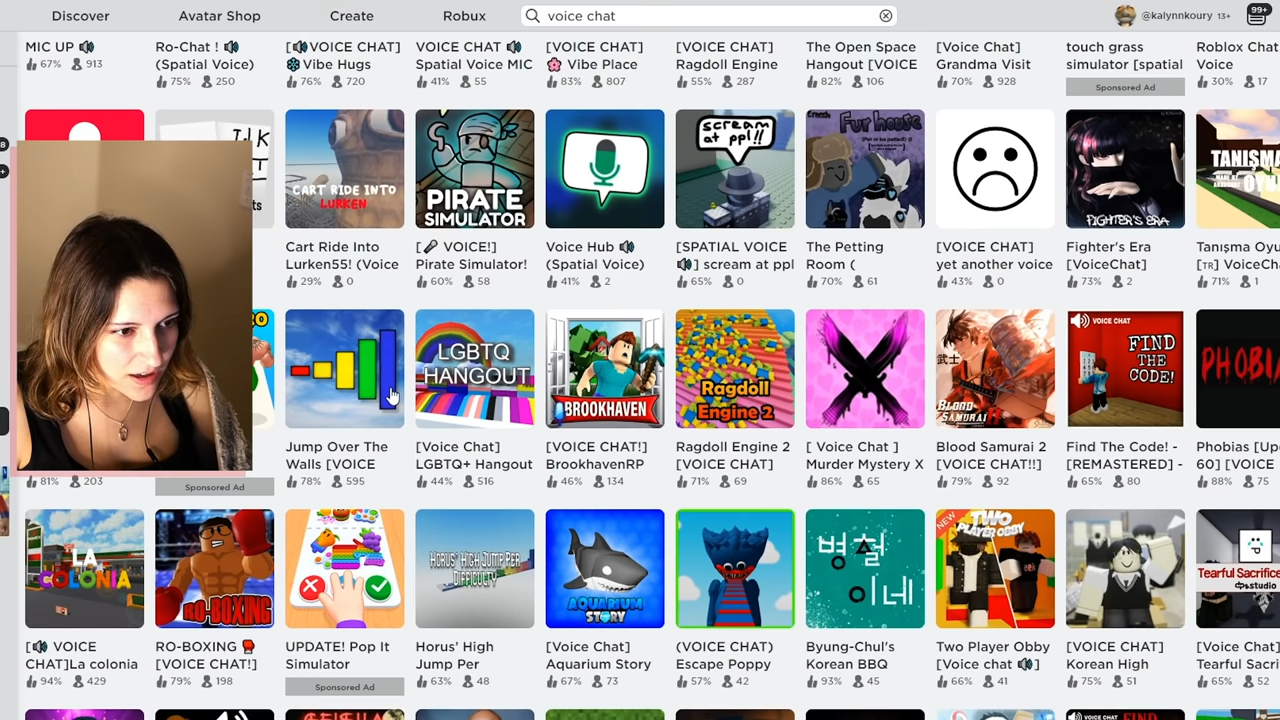 Discover
Avatar Shop
Create
Robux
voice chat
@kalynnkoury 13+
99+
MIC UP 🔊
67% 913
Ro-Chat ! 🔊
(Spatial Voice)
75% 250
[🔊VOICE CHAT]
Vibe Hugs
76% 720
VOICE CHAT 🔊
Spatial Voice MIC
41% 55
[VOICE CHAT]
🌸 Vibe Place
83% 807
[VOICE CHAT]
Ragdoll Engine
55% 287
The Open Space
Hangout [VOICE
82% 106
[Voice Chat]
Grandma Visit
70% 928
touch grass
simulator [spatial
Sponsored Ad
Roblox Chat
Voice
30% 17
CART RIDE INTO
LURKEN
PIRATE
SIMULATOR
scream
at ppl!!
Fur house
FIGHTER'S ERA
TANISMA
Cart Ride Into
Lurken55! (Voice
29% 0
[🎤 VOICE!]
Pirate Simulator!
60% 58
Voice Hub 🔊
(Spatial Voice)
41% 2
[SPATIAL VOICE
🔊] scream at ppl
65% 0
The Petting
Room (
70% 61
[VOICE CHAT]
yet another voice
43% 0
Fighter's Era
[VoiceChat]
73% 2
Tanışma Oyu
[TR] VoiceCha
71% 1
LGBTQ
HANGOUT
BROOKHAVEN
Ragdoll
Engine 2
武士
BLOOD
SAMURAI II
VOICE CHAT
FIND
THE
CODE!
PHOBIA
81% 203
Sponsored Ad
Jump Over The
Walls [VOICE
78% 595
[Voice Chat]
LGBTQ+ Hangout
44% 516
[VOICE CHAT!]
BrookhavenRP
46% 134
Ragdoll Engine 2
[VOICE CHAT]
71% 69
[ Voice Chat ]
Murder Mystery X
86% 65
Blood Samurai 2
[VOICE CHAT!!]
79% 92
Find The Code! -
[REMASTERED] -
65% 80
Phobias [Up
60] [VOICE
88% 75
LA
COLONIA
RO-BOXING
HORUS' HIGH JUMP PER
DIFFICULTY
AQUARIUM
STORY
병철
이네
NEW
TWO
PLAYER OBBY
Tearful Sacrifice
studio
[🔊 VOICE
CHAT]La colonia
94% 429
RO-BOXING 🥊
[VOICE CHAT!]
79% 198
UPDATE! Pop It
Simulator
Sponsored Ad
Horus' High
Jump Per
63% 48
[Voice Chat]
Aquarium Story
67% 73
(VOICE CHAT)
Escape Poppy
57% 42
Byung-Chul's
Korean BBQ
93% 45
Two Player Obby
[Voice chat 🔊]
66% 41
[VOICE CHAT]
Korean High
75% 51
[Voice Chat]
Tearful Sacri
65% 52
VOICE CHAT
FIND